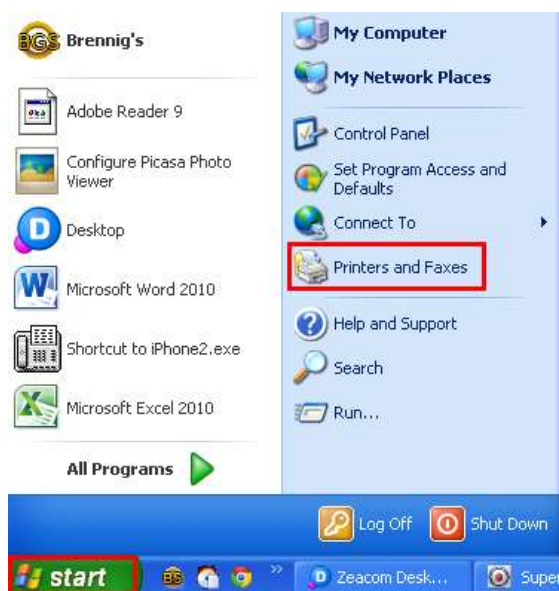 BGS Brennig's
Adobe Reader 9
Configure Picasa Photo
Viewer
Desktop
Microsoft Word 2010
Shortcut to iPhone2.exe
Microsoft Excel 2010
All Programs
My Computer
My Network Places
Control Panel
Set Program Access and
Defaults
Connect To
Printers and Faxes
Help and Support
Search
Run...
Log Off
Shut Down
start
Zeacom Desk...
Super